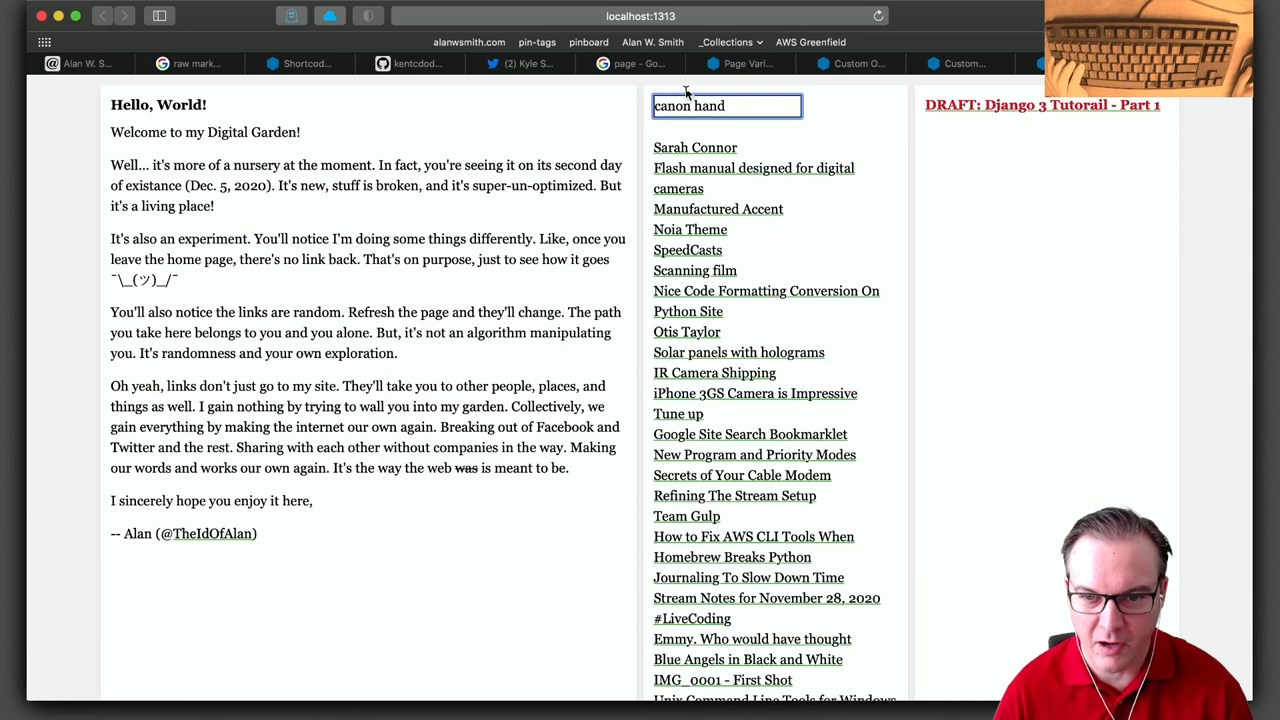 localhost:1313
alanwsmith.com pin-tags pinboard Alan W. Smith _Collections AWS Greenfield
Alan W. S... raw mark... Shortcod... kentcdod... (2) Kyle S... page - Go... Page Vari... Custom O... Custom...
Hello, World!
Welcome to my Digital Garden!
Well... it's more of a nursery at the moment. In fact, you're seeing it on its second day
of existance (Dec. 5, 2020). It's new, stuff is broken, and it's super-un-optimized. But
it's a living place!
It's also an experiment. You'll notice I'm doing some things differently. Like, once you
leave the home page, there's no link back. That's on purpose, just to see how it goes
¯\_(ツ)_/¯
You'll also notice the links are random. Refresh the page and they'll change. The path
you take here belongs to you and you alone. But, it's not an algorithm manipulating
you. It's randomness and your own exploration.
Oh yeah, links don't just go to my site. They'll take you to other people, places, and
things as well. I gain nothing by trying to wall you into my garden. Collectively, we
gain everything by making the internet our own again. Breaking out of Facebook and
Twitter and the rest. Sharing with each other without companies in the way. Making
our words and works our own again. It's the way the web was is meant to be.
I sincerely hope you enjoy it here,
-- Alan (@TheIdOfAlan)
canon hand
Sarah Connor
Flash manual designed for digital
cameras
Manufactured Accent
Noia Theme
SpeedCasts
Scanning film
Nice Code Formatting Conversion On
Python Site
Otis Taylor
Solar panels with holograms
IR Camera Shipping
iPhone 3GS Camera is Impressive
Tune up
Google Site Search Bookmarklet
New Program and Priority Modes
Secrets of Your Cable Modem
Refining The Stream Setup
Team Gulp
How to Fix AWS CLI Tools When
Homebrew Breaks Python
Journaling To Slow Down Time
Stream Notes for November 28, 2020
#LiveCoding
Emmy. Who would have thought
Blue Angels in Black and White
IMG_0001 - First Shot
Unix Command Line Tools for Windows
DRAFT: Django 3 Tutorail - Part 1